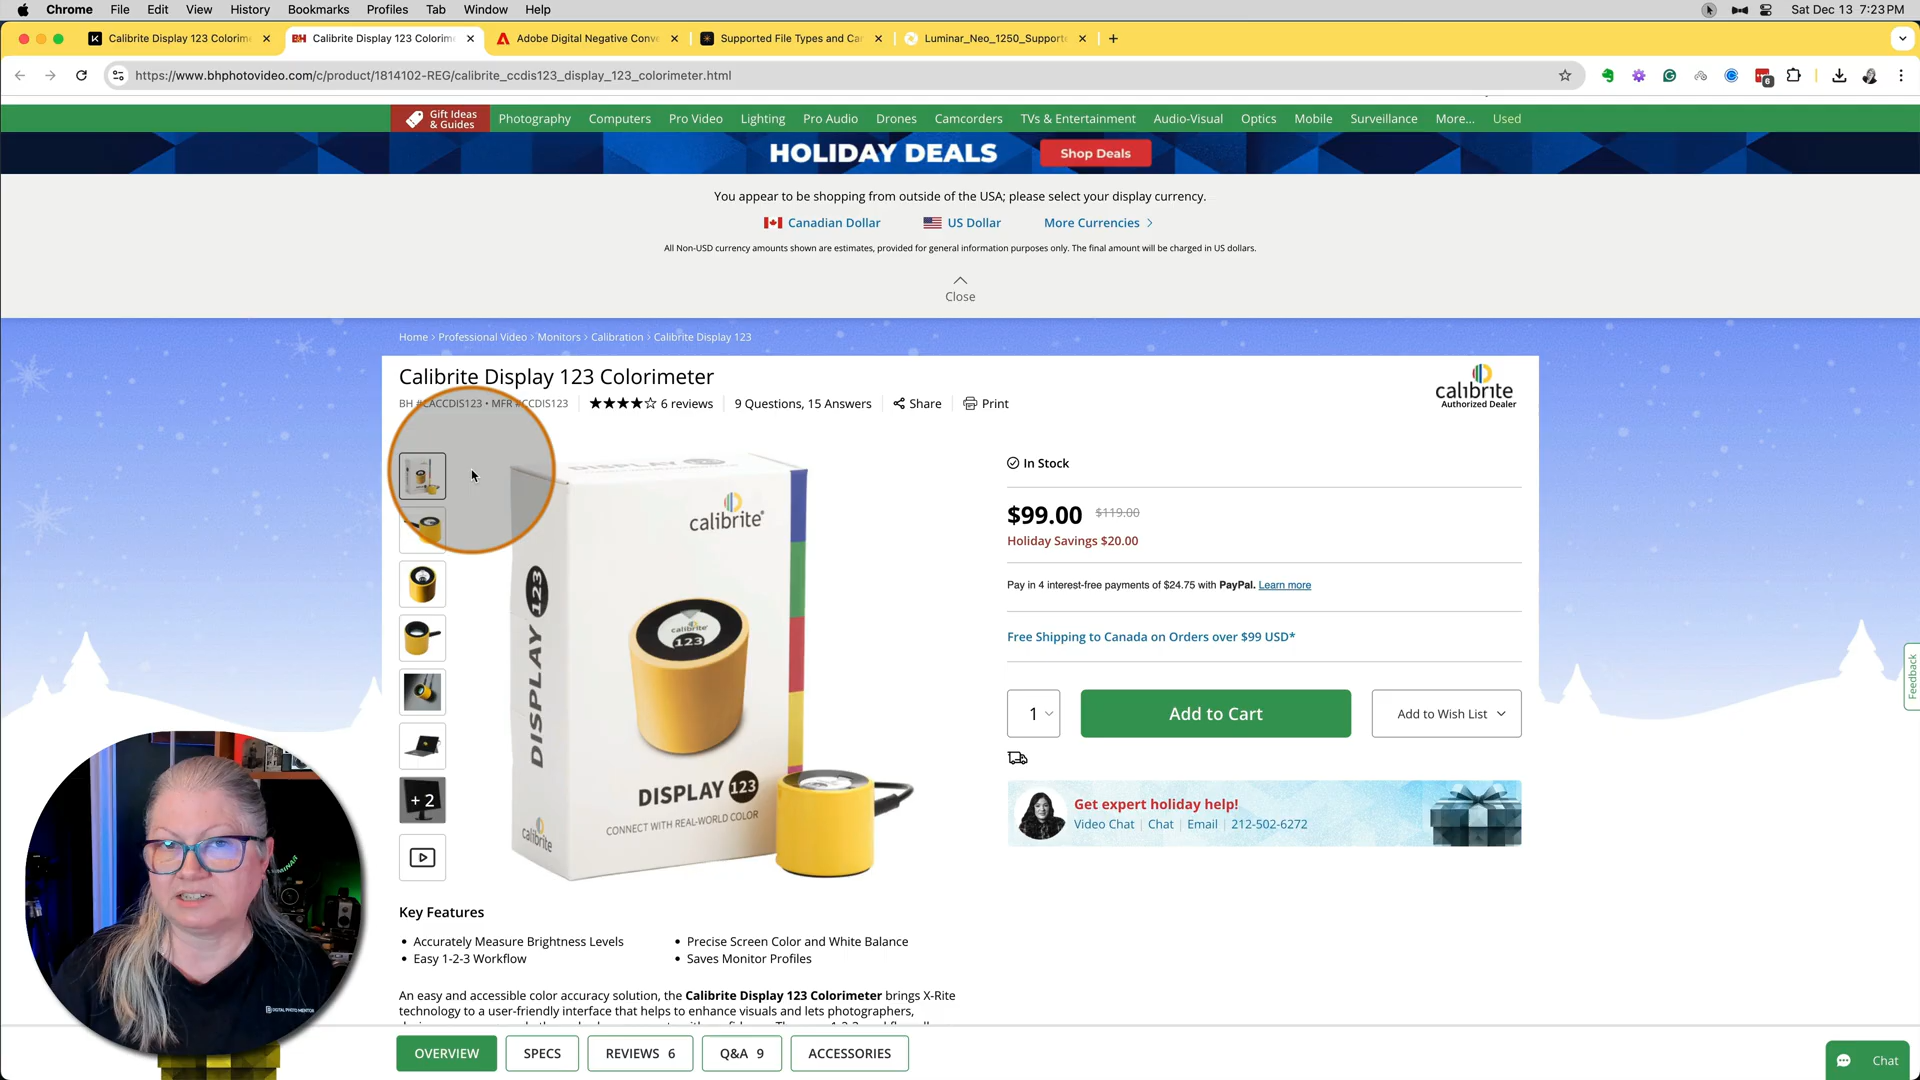 Chrome File Edit View History Bookmarks Profiles Tab Window Help Sat Dec 13 7:23 PM
Calibrite Display 123 Colorim Calibrite Display 123 Colorime Adobe Digital Negative Conve Supported File Types and Ca Luminar_Neo_1250_Support
https://www.bhphotovideo.com/c/product/1814102-REG/calibrite_ccdis123_display_123_colorimeter.html 6
Gift Ideas
& Guides
Photography Computers Pro Video Lighting Pro Audio Drones Camcorders TVs & Entertainment Audio-Visual Optics Mobile Surveillance More... Used
HOLIDAY DEALS Shop Deals
You appear to be shopping from outside of the USA; please select your display currency.
Canadian Dollar US Dollar More Currencies >
All Non-USD currency amounts shown are estimates, provided for general information purposes only. The final amount will be charged in US dollars.
Close
Home > Professional Video > Monitors > Calibration > Calibrite Display 123
Calibrite Display 123 Colorimeter
BH #CACCDIS123 • MFR #CCDIS123 6 reviews 9 Questions, 15 Answers Share Print
calibrite
Authorized Dealer
DISPLAY
calibrite
DISPLAY 123
calibrite
123
DISPLAY 123
CONNECT WITH REAL-WORLD COLOR
calibrite
+ 2
In Stock
$99.00 $119.00
Holiday Savings $20.00
Pay in 4 interest-free payments of $24.75 with PayPal. Learn more
Free Shipping to Canada on Orders over $99 USD*
1 Add to Cart Add to Wish List
Get expert holiday help!
Video Chat | Chat | Email | 212-502-6272
Feedback
Key Features
• Accurately Measure Brightness Levels
• Easy 1-2-3 Workflow
• Precise Screen Color and White Balance
• Saves Monitor Profiles
An easy and accessible color accuracy solution, the Calibrite Display 123 Colorimeter brings X-Rite
technology to a user-friendly interface that helps to enhance visuals and lets photographers,
DIGITAL PHOTO MENTOR
OVERVIEW SPECS REVIEWS 6 Q&A 9 ACCESSORIES
Chat